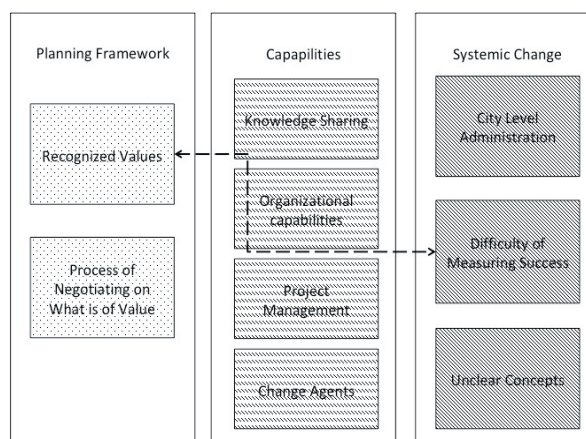 Planning Framework
Recognized Values
Process of
Negotiating on
What is of Value
Capapilities
Knowledge Sharing
Organizational
capabilities
Project
Management
Change Agents
Systemic Change
City Level
Administration
Difficulty of
Measuring Success
Unclear Concepts